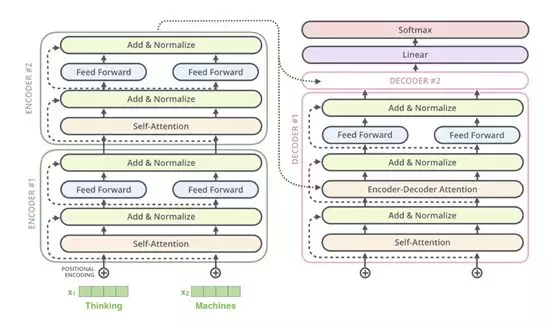 ENCODER #2
Add & Normalize
Feed Forward
Feed Forward
Add & Normalize
Self-Attention
ENCODER #1
Add & Normalize
Feed Forward
Feed Forward
Add & Normalize
Self-Attention
POSITIONAL
ENCODING
x₁
x₂
Thinking
Machines
Softmax
Linear
DECODER #2
DECODER #1
Add & Normalize
Feed Forward
Feed Forward
Add & Normalize
Encoder-Decoder Attention
Add & Normalize
Self-Attention